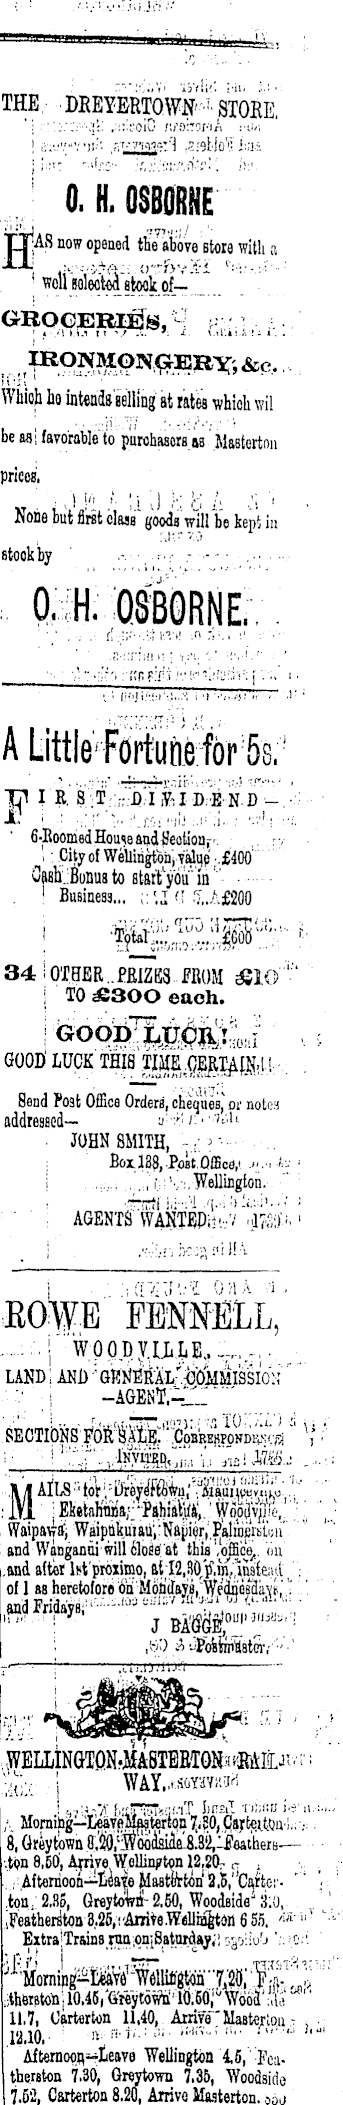 THE DREYERTOWN STORE.
O. H. OSBORNE
HAS now opened the above store with a
well selected stock of—
GROCERIES,
IRONMONGERY, &c.
Which he intends selling at rates which wil
be as favorable to purchasers as Masterton
prices.
None but first class goods will be kept in
stock by
O. H. OSBORNE.
A Little Fortune for 5s.
FIRST DIVIDEND—
6-Roomed House and Section,
City of Wellington, value £400
Cash Bonus to start you in
Business... £200
Total £600
34 OTHER PRIZES FROM £10
TO £300 each.
GOOD LUCK!
GOOD LUCK THIS TIME CERTAIN!!
Send Post Office Orders, cheques, or notes
addressed—
JOHN SMITH,
Box 138, Post Office,
Wellington.
AGENTS WANTED. 1739
ROWE FENNELL,
WOODVILLE,
LAND AND GENERAL COMMISSION
—AGENT.—
SECTIONS FOR SALE. CORRESPONDENCE
INVITED.
MAILS for Dreyertown, Mauriceville
Eketahuna, Pahiatua, Woodville,
Waipawa, Waipukurau, Napier, Palmerston
and Wanganui will close at this office, on
and after 1st proximo, at 12,30 p.m. instead
of 1 as heretofore on Mondays, Wednesdays,
and Fridays,
J BAGGE,
Postmaster,
WELLINGTON-MASTERTON RAIL-
WAY.
Morning—Leave Masterton 7.30, Carterton
8, Greytown 8.20, Woodside 8.32, Feathers-
ton 8.50, Arrive Wellington 12.20.
Afternoon—Leave Masterton 2.5, Carter-
ton 2.35, Greytown 2.50, Woodside 3.0,
Featherston 3.25, Arrive Wellington 6 55.
Extra Trains run on Saturday.
Morning—Leave Wellington 7.20, Fea-
therston 10.45, Greytown 10.50, Wood
11.7, Carterton 11.40, Arrive Masterton
12.10.
Afternoon—Leave Wellington 4.5, Fea-
therston 7.30, Greytown 7.35, Woodside
7.52, Carterton 8.20, Arrive Masterton.